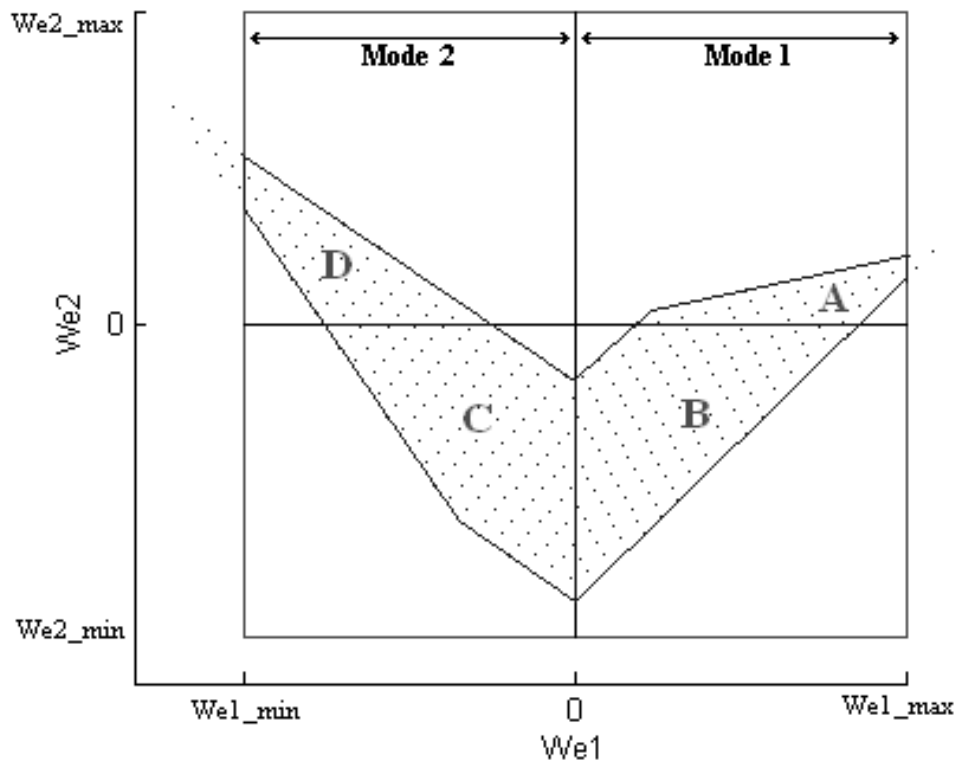 We2_max
Mode 2
Mode 1
D
A
We2
0
C
B
We2_min
We1_min
0
We1_max
We1